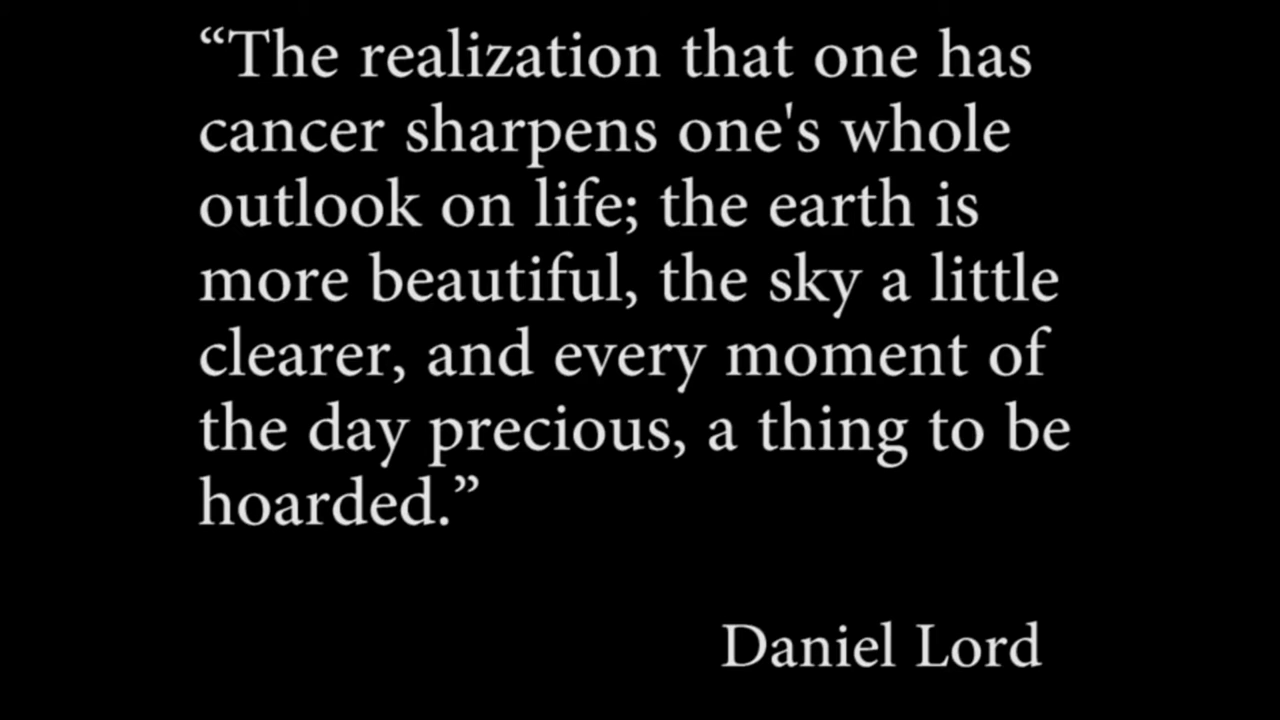 “The realization that one has
cancer sharpens one's whole
outlook on life; the earth is
more beautiful, the sky a little
clearer, and every moment of
the day precious, a thing to be
hoarded.”
Daniel Lord